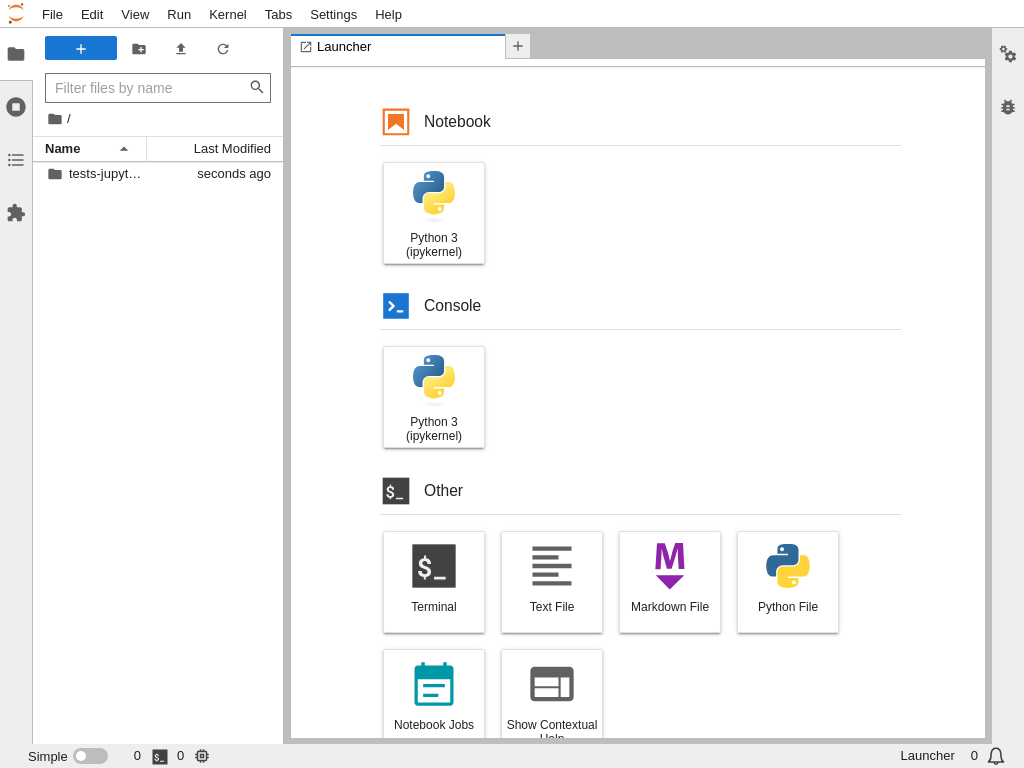 File Edit View Run Kernel Tabs Settings Help
Launcher
Filter files by name
/
Name Last Modified
tests-jupyt… seconds ago
Notebook
Python 3
(ipykernel)
Console
Python 3
(ipykernel)
$_ Other
$_
M
Terminal
Text File
Markdown File
Python File
Notebook Jobs
Show Contextual
Help
Simple 0 $_ 0 Launcher 0